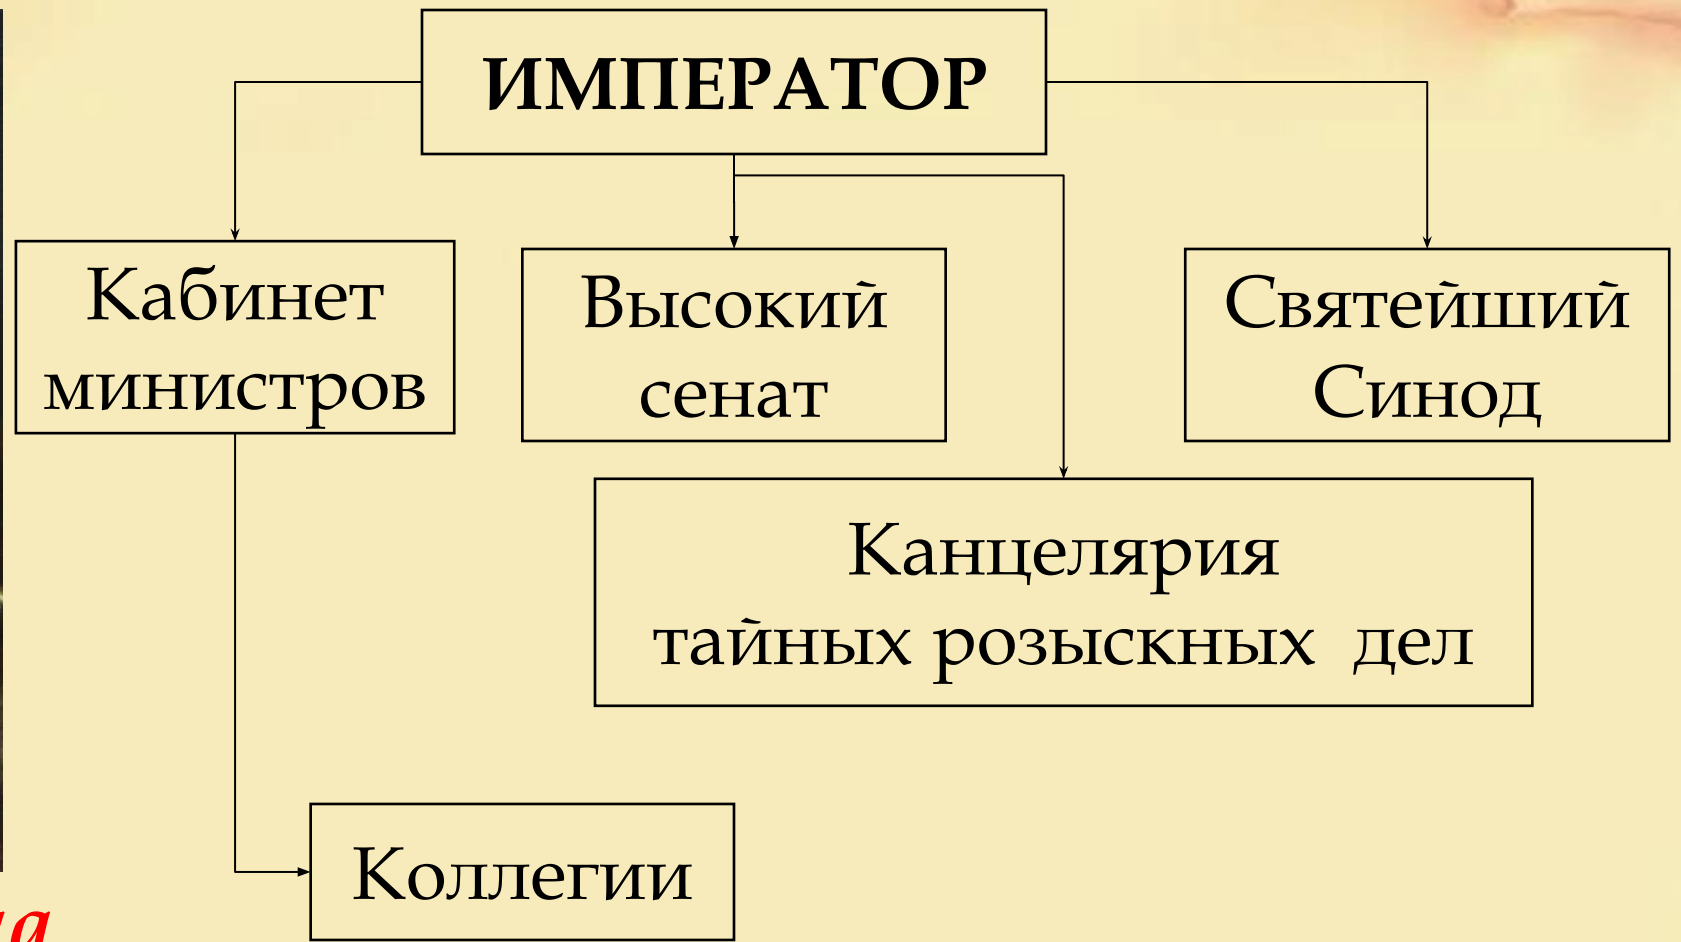 ИМПЕРАТОР
Кабинет
министров
Высокий
сенат
Святейший
Синод
Канцелярия
тайных розыскных дел
Коллегии